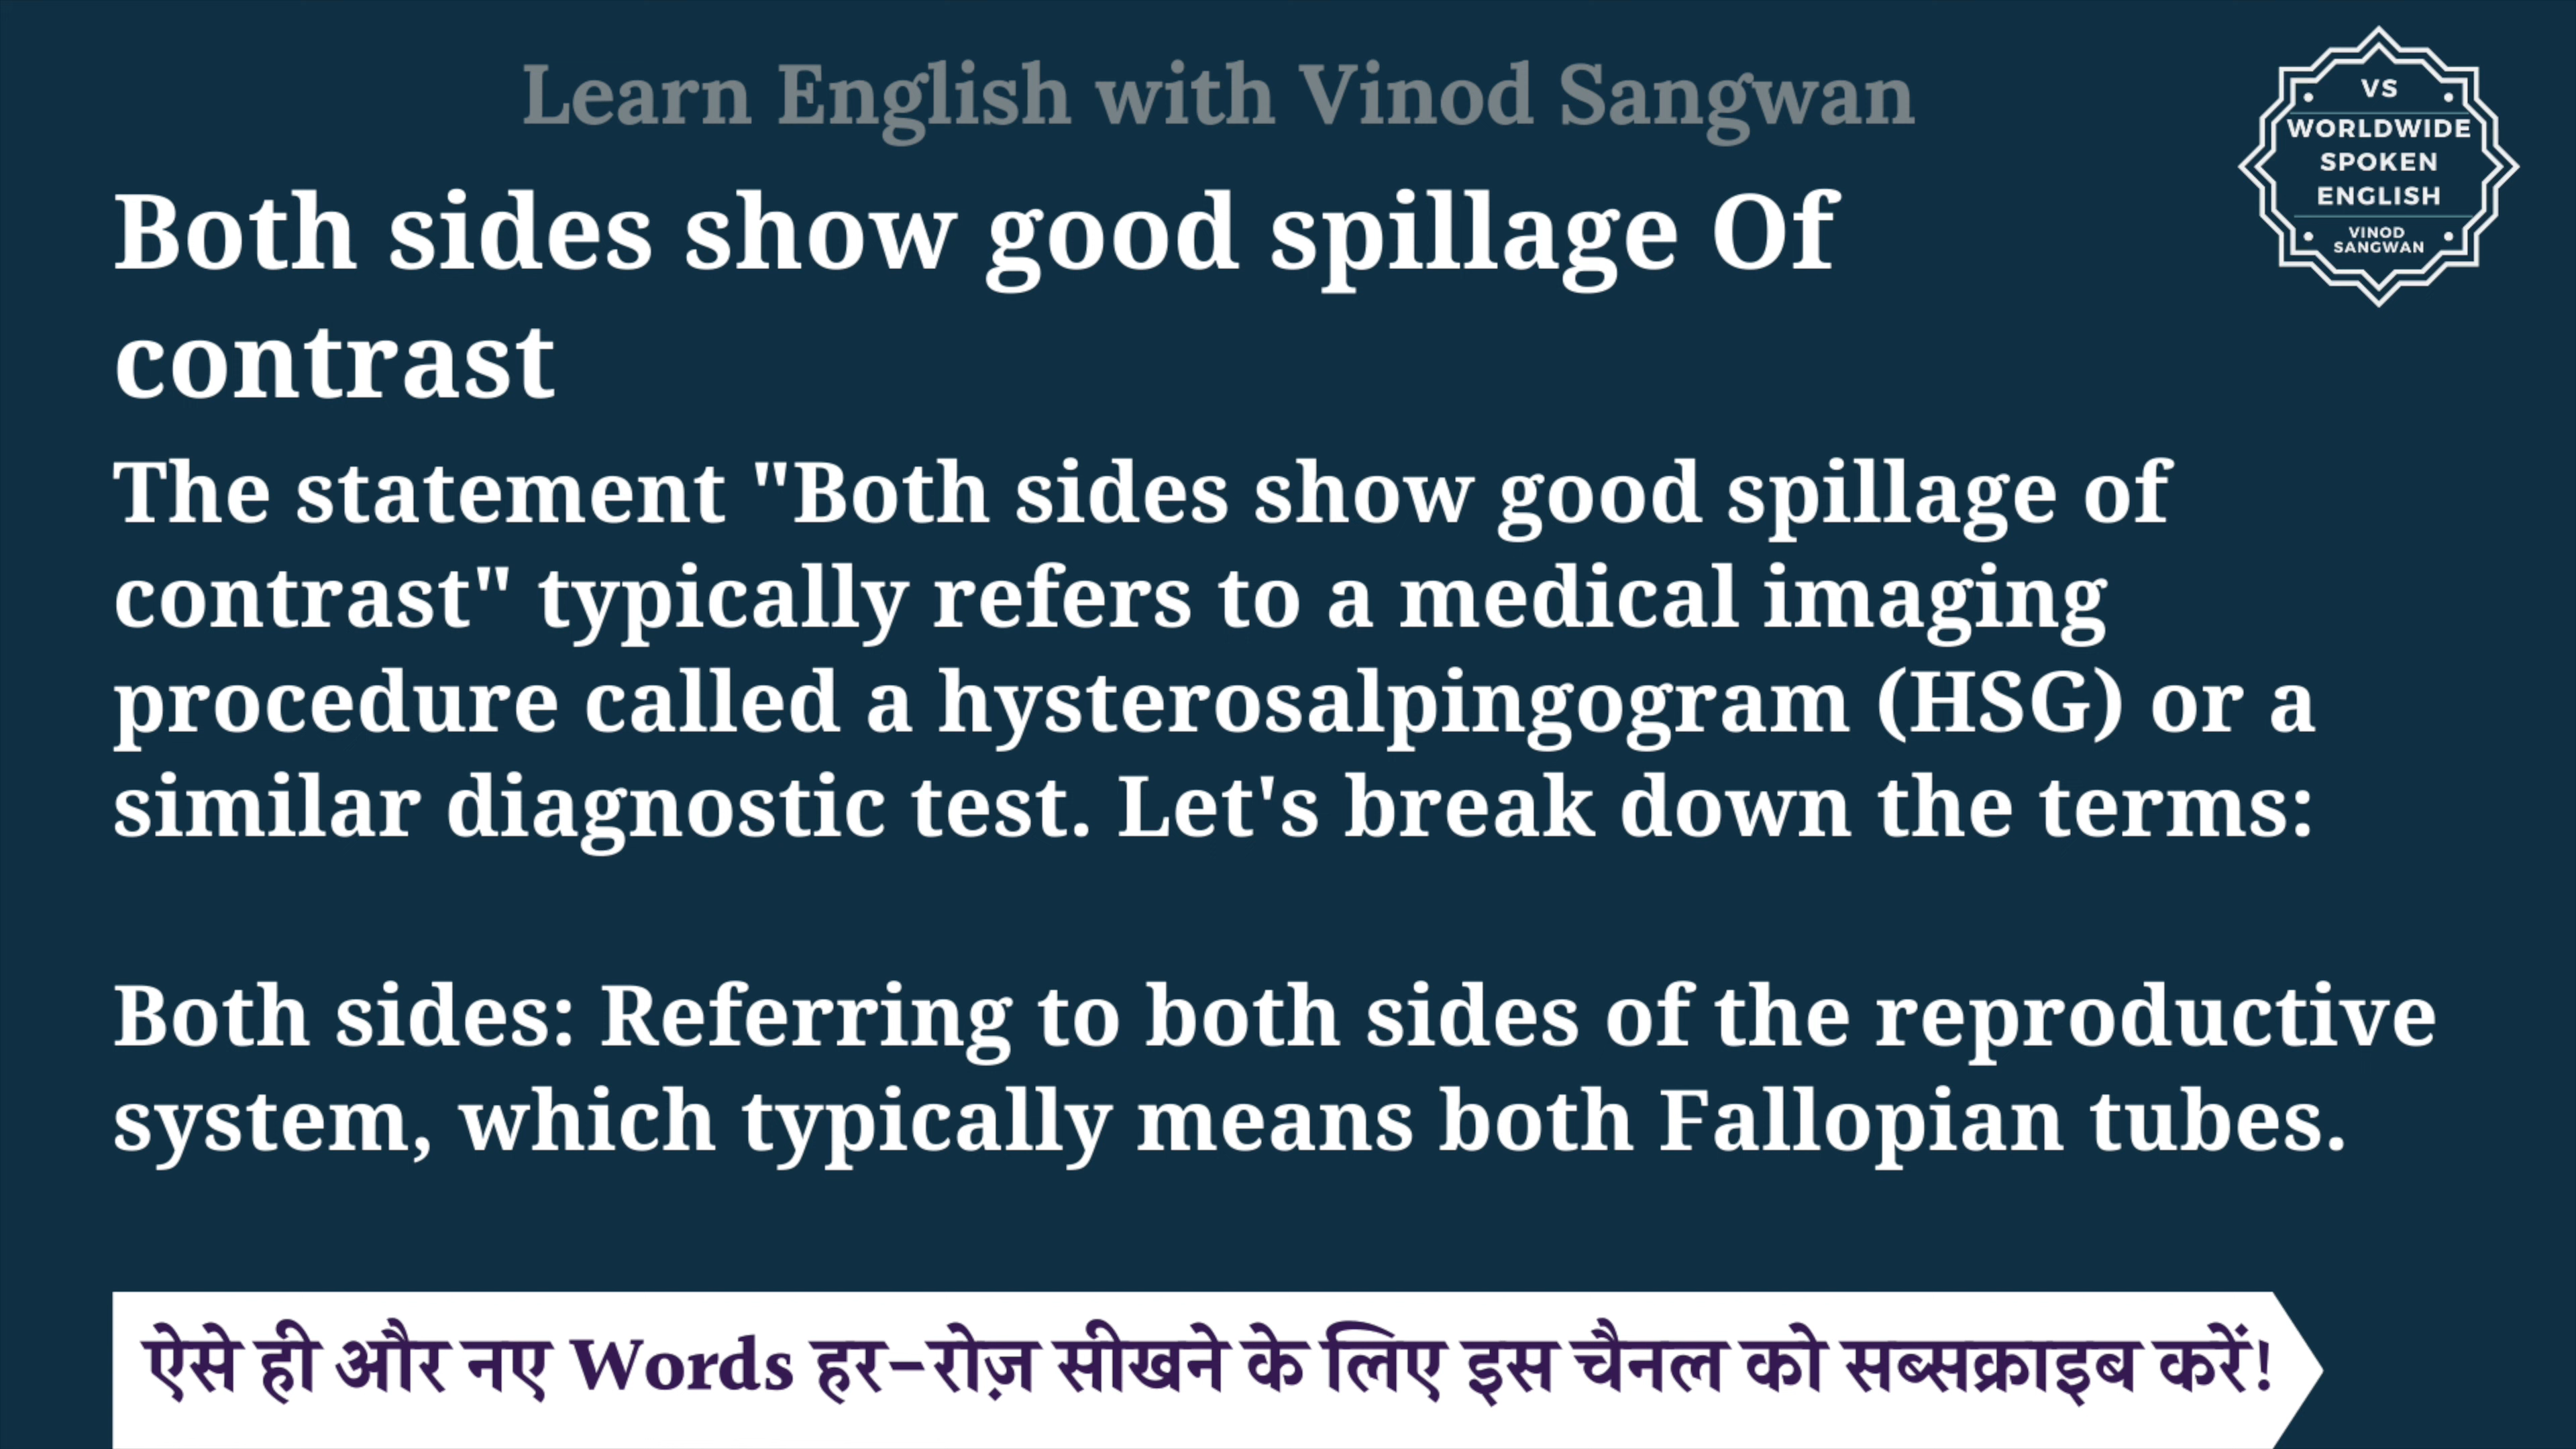 Learn English with Vinod Sangwan
VS
WORLDWIDE
SPOKEN
ENGLISH
VINOD
SANGWAN
Both sides show good spillage Of
contrast
The statement "Both sides show good spillage of
contrast" typically refers to a medical imaging
procedure called a hysterosalpingogram (HSG) or a
similar diagnostic test. Let's break down the terms:
Both sides: Referring to both sides of the reproductive
system, which typically means both Fallopian tubes.
ऐसे ही और नए Words हर-रोज़ सीखने के लिए इस चैनल को सब्सक्राइब करें!